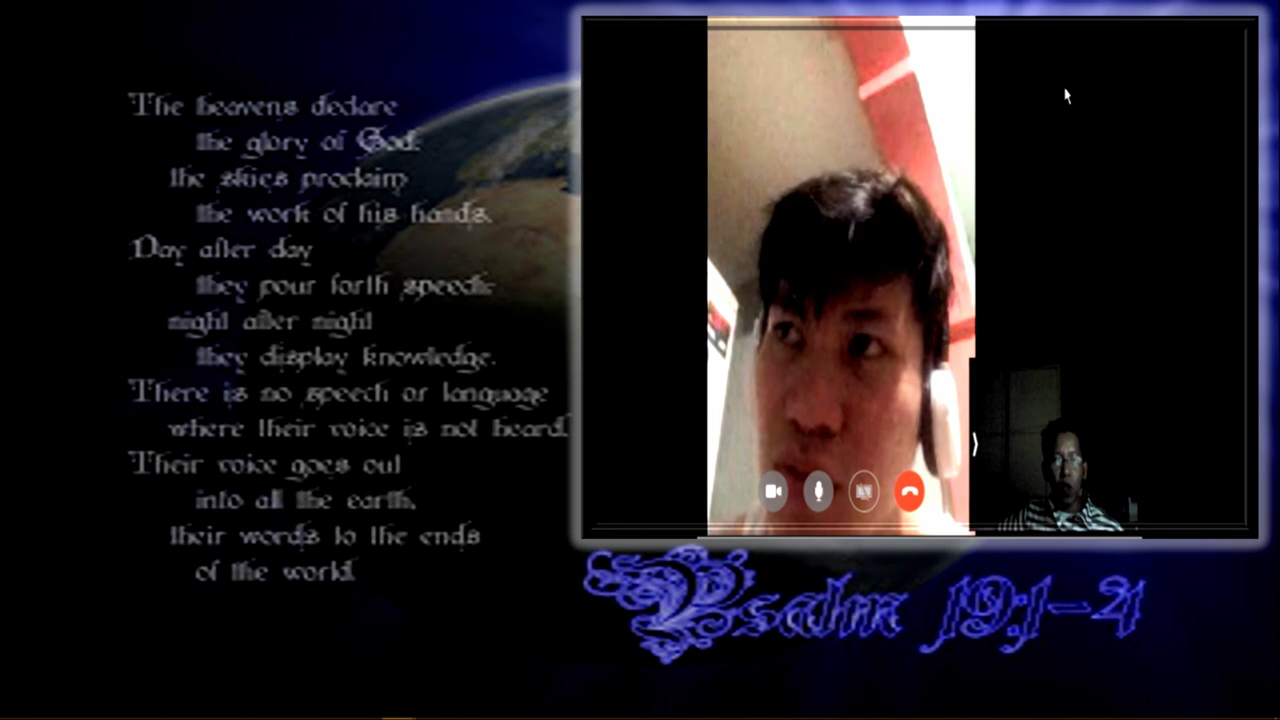 The heavens declare
the glory of God;
the skies proclaim
the work of his hands.
Day after day
they pour forth speech;
night after night
they display knowledge.
There is no speech or language
where their voice is not heard.
Their voice goes out
into all the earth,
their words to the ends
of the world.
Psalm 19:1-4